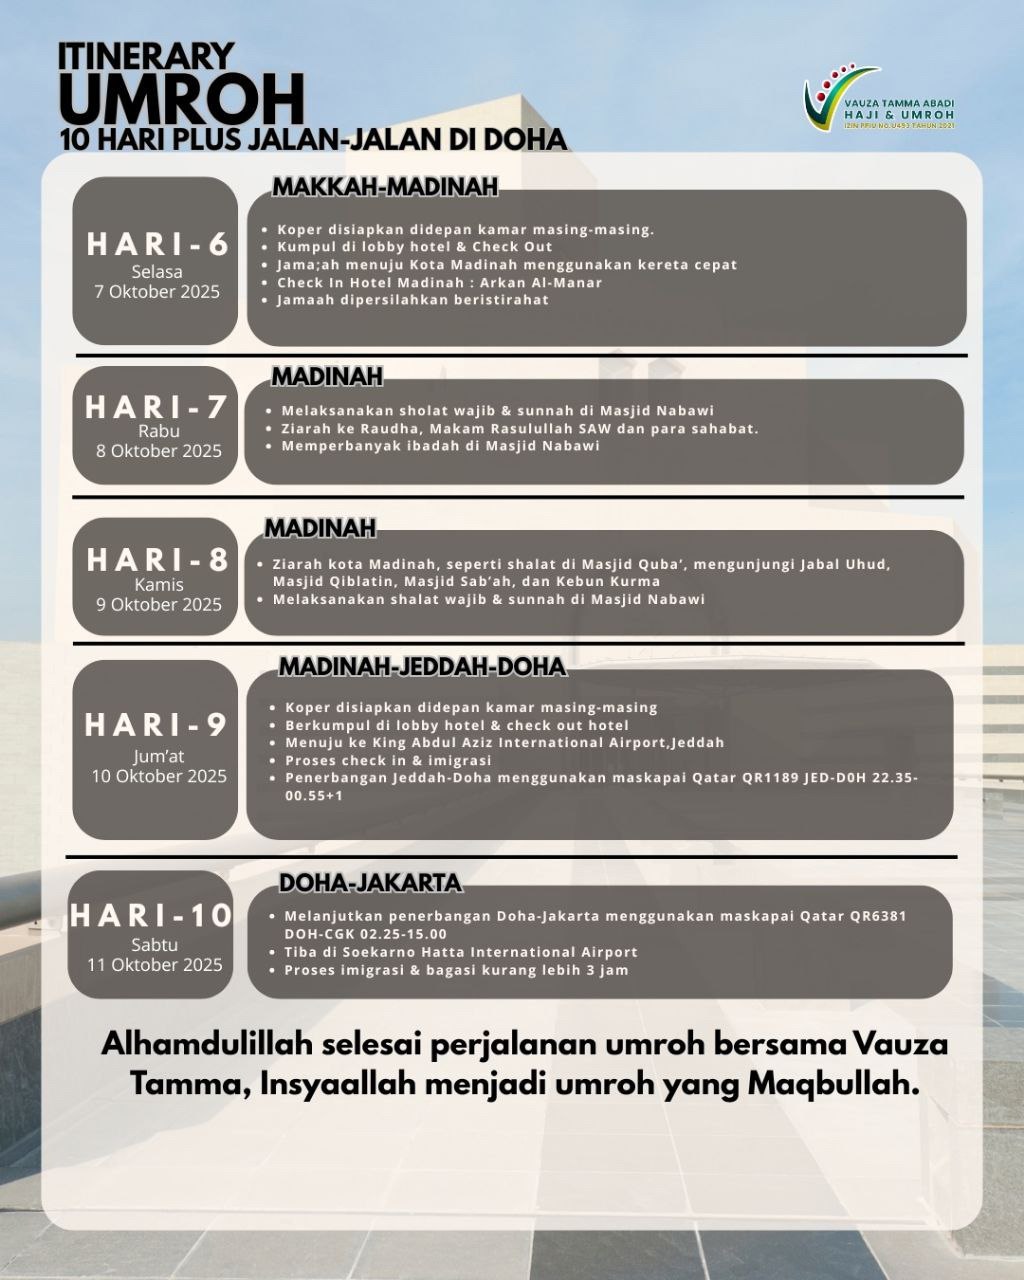 ITINERARY
UMROH
10 HARI PLUS JALAN-JALAN DI DOHA
VAUZA TAMMA ABADI
HAJI & UMROH
IZIN PPIU NO.U493 TAHUN 2021
MAKKAH-MADINAH
HARI-6
Selasa
7 Oktober 2025
• Koper disiapkan didepan kamar masing-masing.
• Kumpul di lobby hotel & Check Out
• Jama;ah menuju Kota Madinah menggunakan kereta cepat
• Check In Hotel Madinah : Arkan Al-Manar
• Jamaah dipersilahkan beristirahat
MADINAH
HARI-7
Rabu
8 Oktober 2025
• Melaksanakan sholat wajib & sunnah di Masjid Nabawi
• Ziarah ke Raudha, Makam Rasulullah SAW dan para sahabat.
• Memperbanyak ibadah di Masjid Nabawi
MADINAH
HARI-8
Kamis
9 Oktober 2025
• Ziarah kota Madinah, seperti shalat di Masjid Quba’, mengunjungi Jabal Uhud,
Masjid Qiblatin, Masjid Sab’ah, dan Kebun Kurma
• Melaksanakan shalat wajib & sunnah di Masjid Nabawi
MADINAH-JEDDAH-DOHA
HARI-9
Jum’at
10 Oktober 2025
• Koper disiapkan didepan kamar masing-masing
• Berkumpul di lobby hotel & check out hotel
• Menuju ke King Abdul Aziz International Airport,Jeddah
• Proses check in & imigrasi
• Penerbangan Jeddah-Doha menggunakan maskapai Qatar QR1189 JED-D0H 22.35-
00.55+1
DOHA-JAKARTA
HARI-10
Sabtu
11 Oktober 2025
• Melanjutkan penerbangan Doha-Jakarta menggunakan maskapai Qatar QR6381
DOH-CGK 02.25-15.00
• Tiba di Soekarno Hatta International Airport
• Proses imigrasi & bagasi kurang lebih 3 jam
Alhamdulillah selesai perjalanan umroh bersama Vauza
Tamma, Insyaallah menjadi umroh yang Maqbullah.